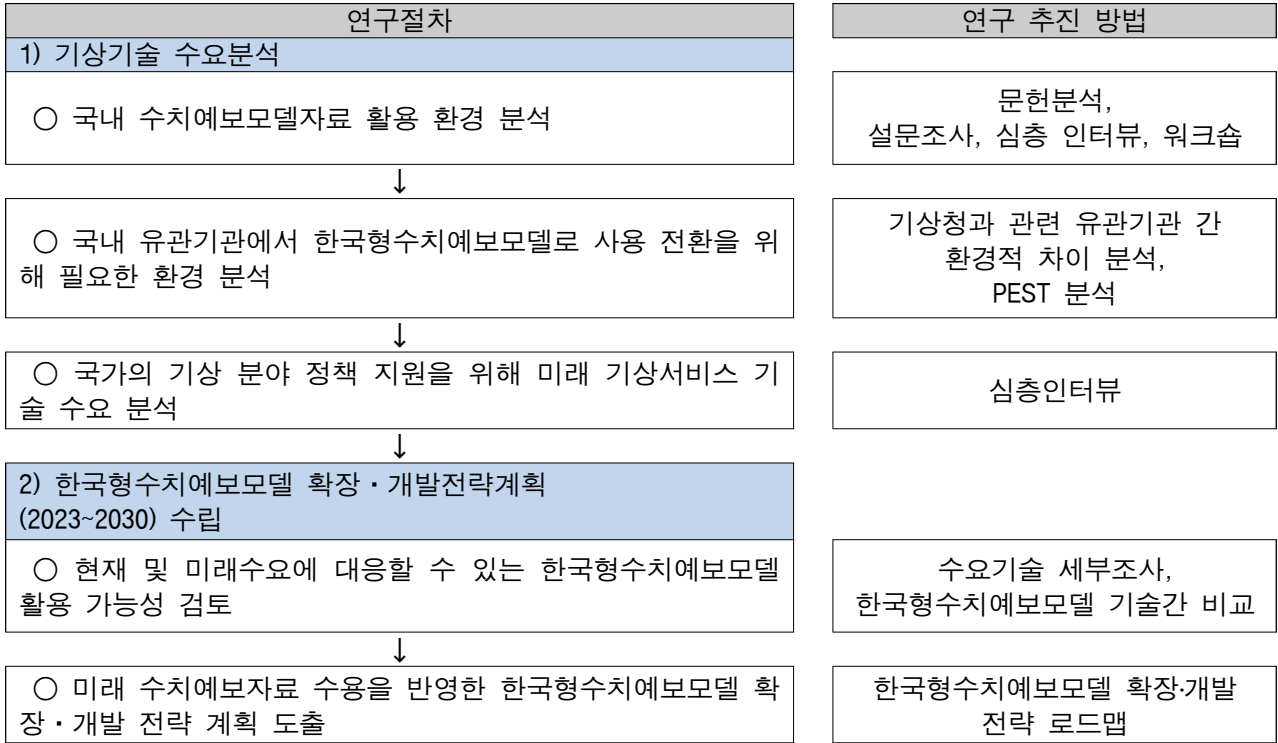 연구절차
연구 추진 방법
1) 기상기술 수요분석
○ 국내 수치예보모델자료 활용 환경 분석
문헌분석,
설문조사, 심층 인터뷰, 워크숍
↓
○ 국내 유관기관에서 한국형수치예보모델로 사용 전환을 위
해 필요한 환경 분석
기상청과 관련 유관기관 간
환경적 차이 분석,
PEST 분석
↓
○ 국가의 기상 분야 정책 지원을 위해 미래 기상서비스 기
술 수요 분석
심층인터뷰
↓
2) 한국형수치예보모델 확장・개발전략계획
(2023~2030) 수립
○ 현재 및 미래수요에 대응할 수 있는 한국형수치예보모델
활용 가능성 검토
수요기술 세부조사,
한국형수치예보모델 기술간 비교
↓
○ 미래 수치예보자료 수용을 반영한 한국형수치예보모델 확
장・개발 전략 계획 도출
한국형수치예보모델 확장·개발
전략 로드맵